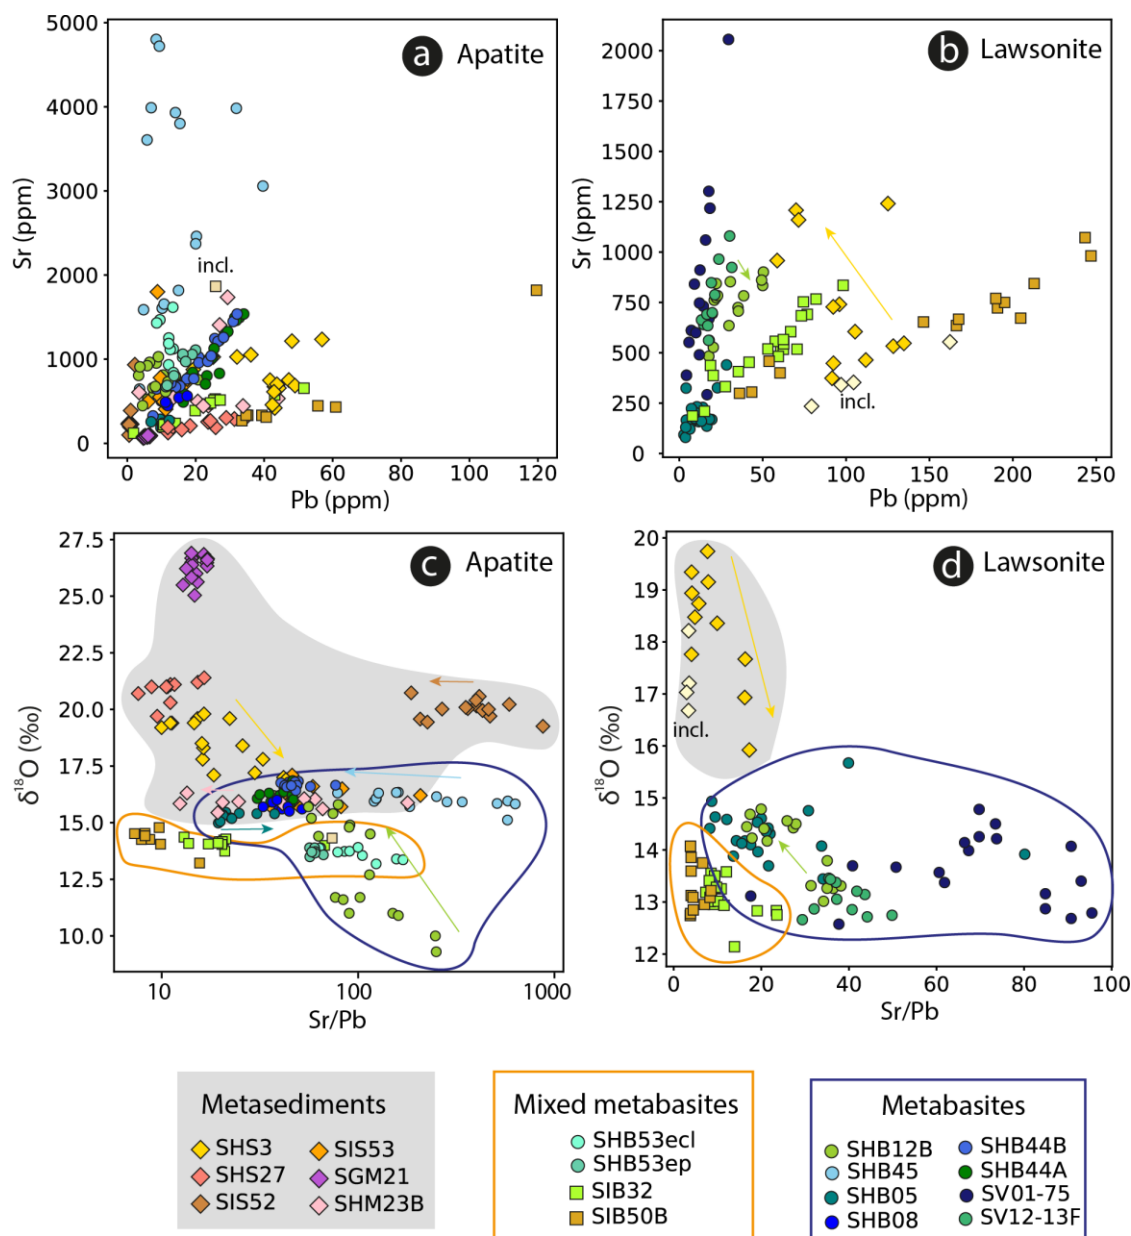 a Apatite
5000
4000
3000
2000
1000
0
Sr (ppm)
incl.
0 20 40 60 80 100 120
Pb (ppm)
b Lawsonite
2000
1750
1500
1250
1000
750
500
250
0
Sr (ppm)
incl.
0 50 100 150 200 250
Pb (ppm)
c Apatite
27.5
25.0
22.5
20.0
17.5
15.0
12.5
10.0
δ¹⁸O (‰)
10 100 1000
Sr/Pb
d Lawsonite
20
19
18
17
16
15
14
13
12
δ¹⁸O (‰)
incl.
0 20 40 60 80 100
Sr/Pb
Metasediments
SHS3 SIS53
SHS27 SGM21
SIS52 SHM23B
Mixed metabasites
SHB53ecl
SHB53ep
SIB32
SIB50B
Metabasites
SHB12B SHB44B
SHB45 SHB44A
SHB05 SV01-75
SHB08 SV12-13F